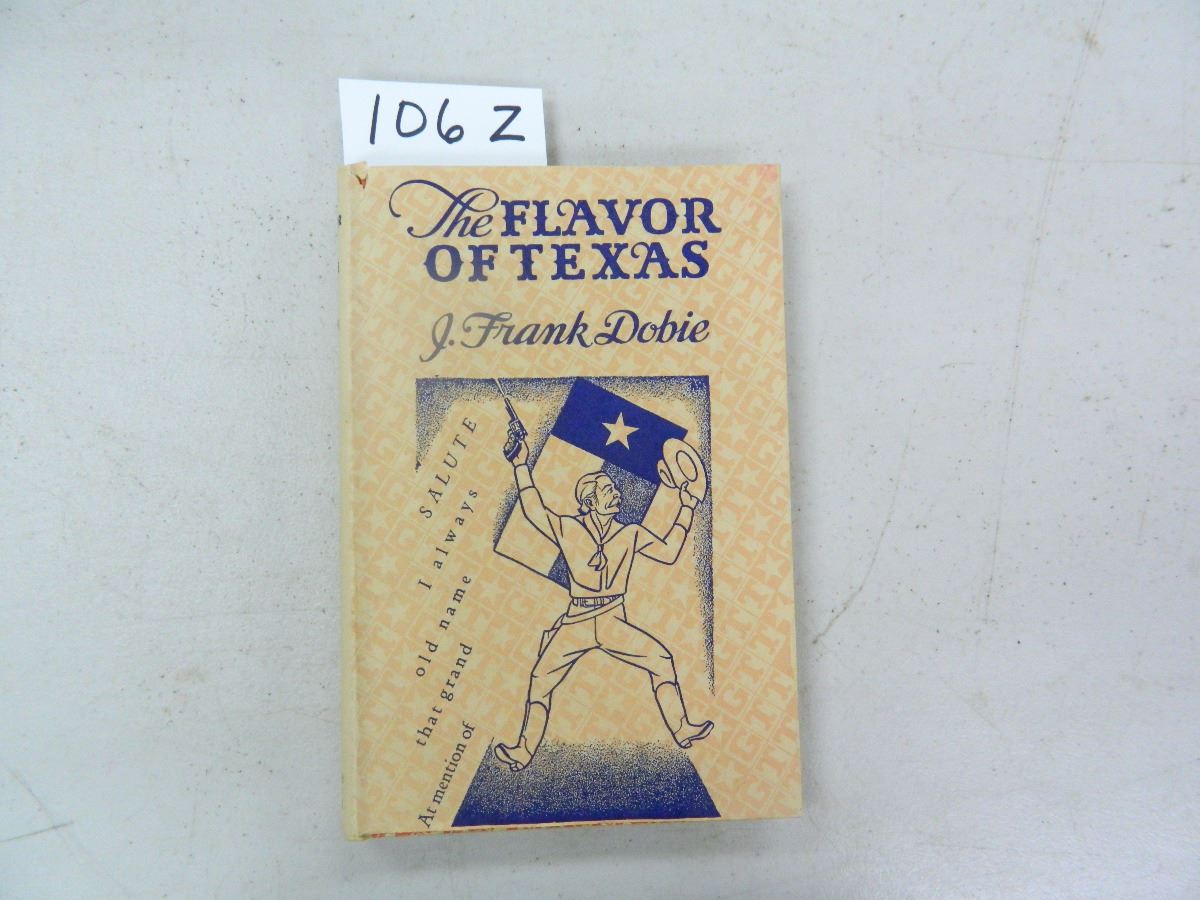 106 Z
The FLAVOR
OF TEXAS
J. Frank Dobie
At mention of
that grand
old name
I always
SALUTE